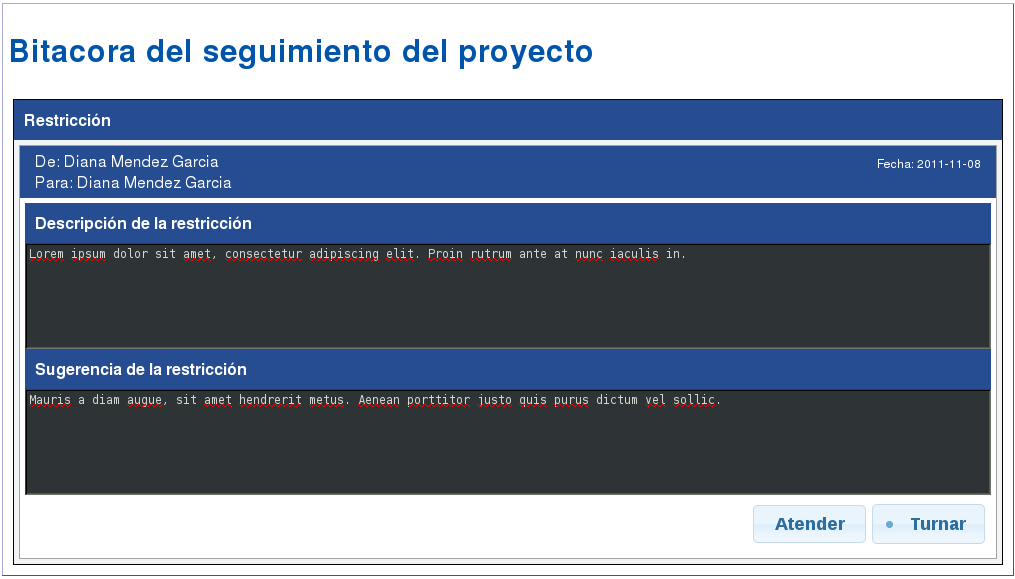 Bitacora del seguimiento del proyecto
Restricción
De: Diana Mendez Garcia
Fecha: 2011-11-08
Para: Diana Mendez Garcia
Descripción de la restricción
Lorem ipsum dolor sit amet, consectetur adipiscing elit. Proin rutrum ante at nunc iaculis in.
Sugerencia de la restricción
Mauris a diam augue, sit amet hendrerit metus. Aenean porttitor justo quis purus dictum vel sollic.
Atender
Turnar